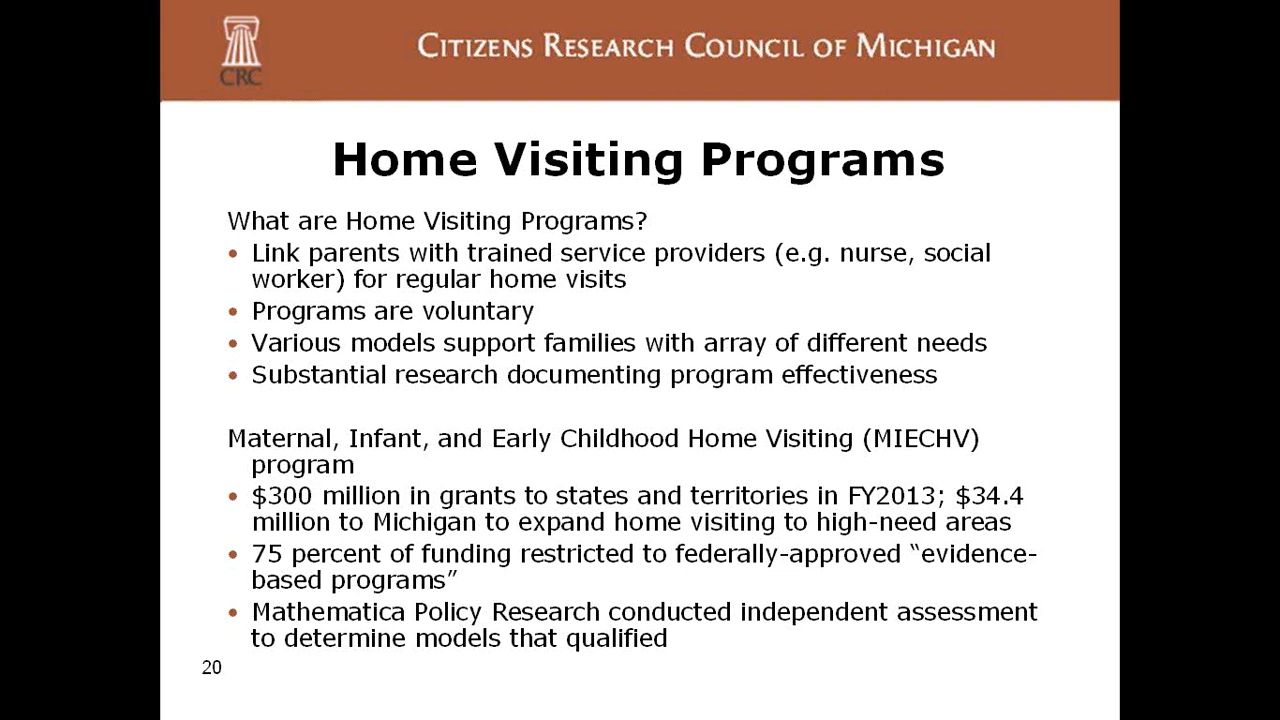 CRC
CITIZENS RESEARCH COUNCIL OF MICHIGAN
Home Visiting Programs
What are Home Visiting Programs?
• Link parents with trained service providers (e.g. nurse, social
worker) for regular home visits
• Programs are voluntary
• Various models support families with array of different needs
• Substantial research documenting program effectiveness
Maternal, Infant, and Early Childhood Home Visiting (MIECHV)
program
• $300 million in grants to states and territories in FY2013; $34.4
million to Michigan to expand home visiting to high-need areas
• 75 percent of funding restricted to federally-approved “evidence-
based programs”
• Mathematica Policy Research conducted independent assessment
to determine models that qualified
20